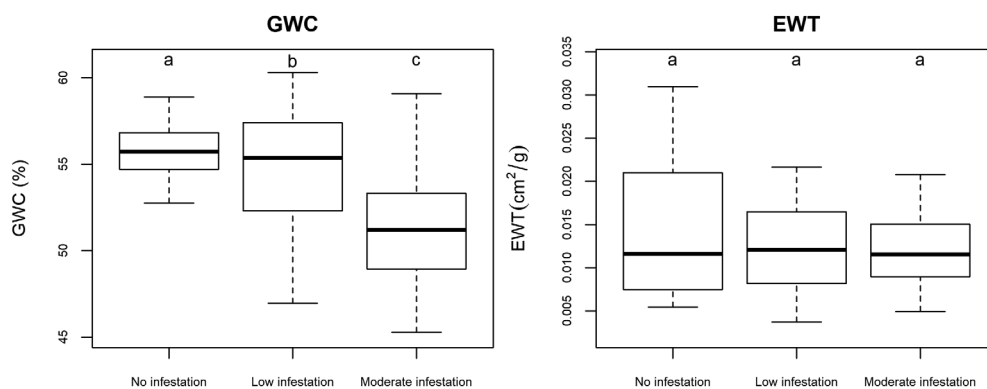 GWC
a
b
c
60
55
50
45
GWC (%)
No infestation
Low infestation
Moderate infestation
EWT
a
a
a
0.035
0.030
0.025
0.020
0.015
0.010
0.005
EWT(cm²/g)
No infestation
Low infestation
Moderate infestation